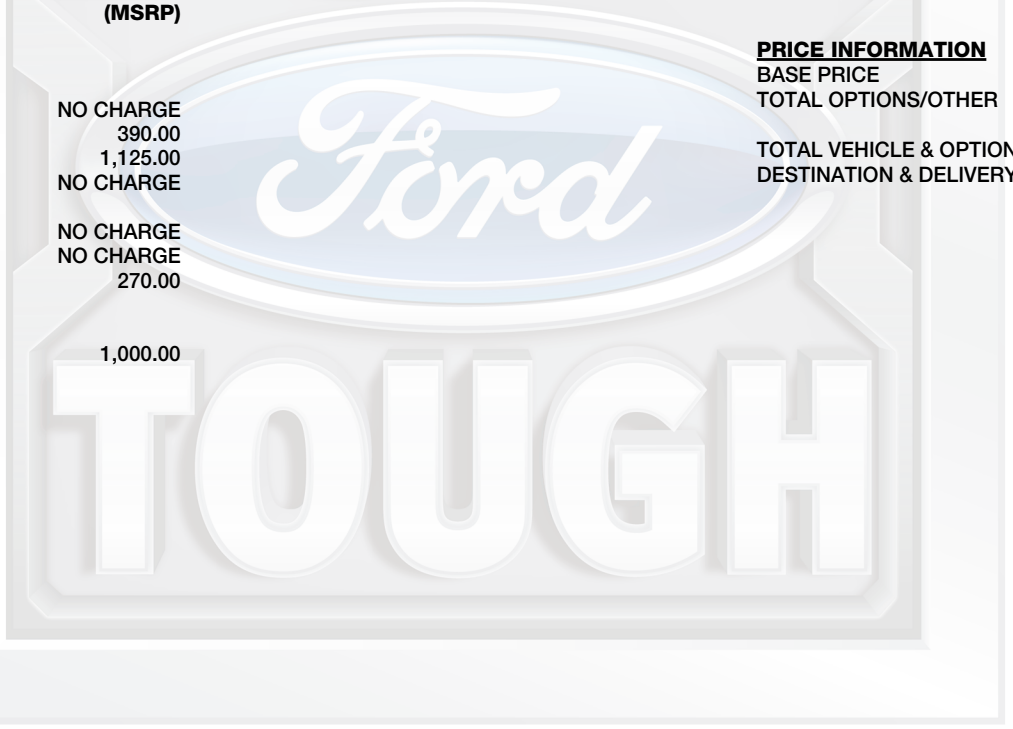 (MSRP)
NO CHARGE
390.00
1,125.00
NO CHARGE
NO CHARGE
NO CHARGE
270.00
1,000.00
PRICE INFORMATION
BASE PRICE
TOTAL OPTIONS/OTHER
TOTAL VEHICLE & OPTION
DESTINATION & DELIVERY
Ford
TOUGH